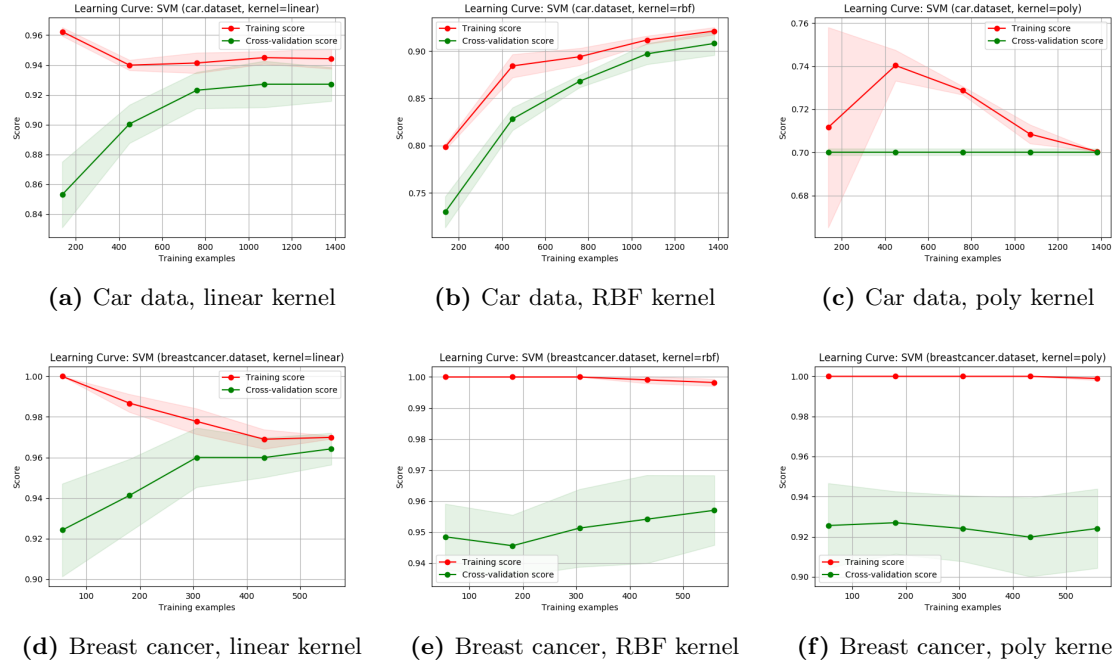 Learning Curve: SVM (car.dataset, kernel=linear)
0.96
0.94
0.92
0.90
0.88
0.86
0.84
Score
Training score
Cross-validation score
200 400 600 800 1000 1200 1400
Training examples
(a) Car data, linear kernel
Learning Curve: SVM (car.dataset, kernel=rbf)
0.90
0.85
0.80
0.75
Score
Training score
Cross-validation score
200 400 600 800 1000 1200 1400
Training examples
(b) Car data, RBF kernel
Learning Curve: SVM (car.dataset, kernel=poly)
0.76
0.74
0.72
0.70
0.68
Score
Training score
Cross-validation score
200 400 600 800 1000 1200 1400
Training examples
(c) Car data, poly kernel
Learning Curve: SVM (breastcancer.dataset, kernel=linear)
1.00
0.98
0.96
0.94
0.92
0.90
Score
Training score
Cross-validation score
100 200 300 400 500
Training examples
(d) Breast cancer, linear kernel
Learning Curve: SVM (breastcancer.dataset, kernel=rbf)
1.00
0.99
0.98
0.97
0.96
0.95
0.94
Score
Training score
Cross-validation score
100 200 300 400 500
Training examples
(e) Breast cancer, RBF kernel
Learning Curve: SVM (breastcancer.dataset, kernel=poly)
1.00
0.98
0.96
0.94
0.92
0.90
Score
Training score
Cross-validation score
100 200 300 400 500
Training examples
(f) Breast cancer, poly kerne